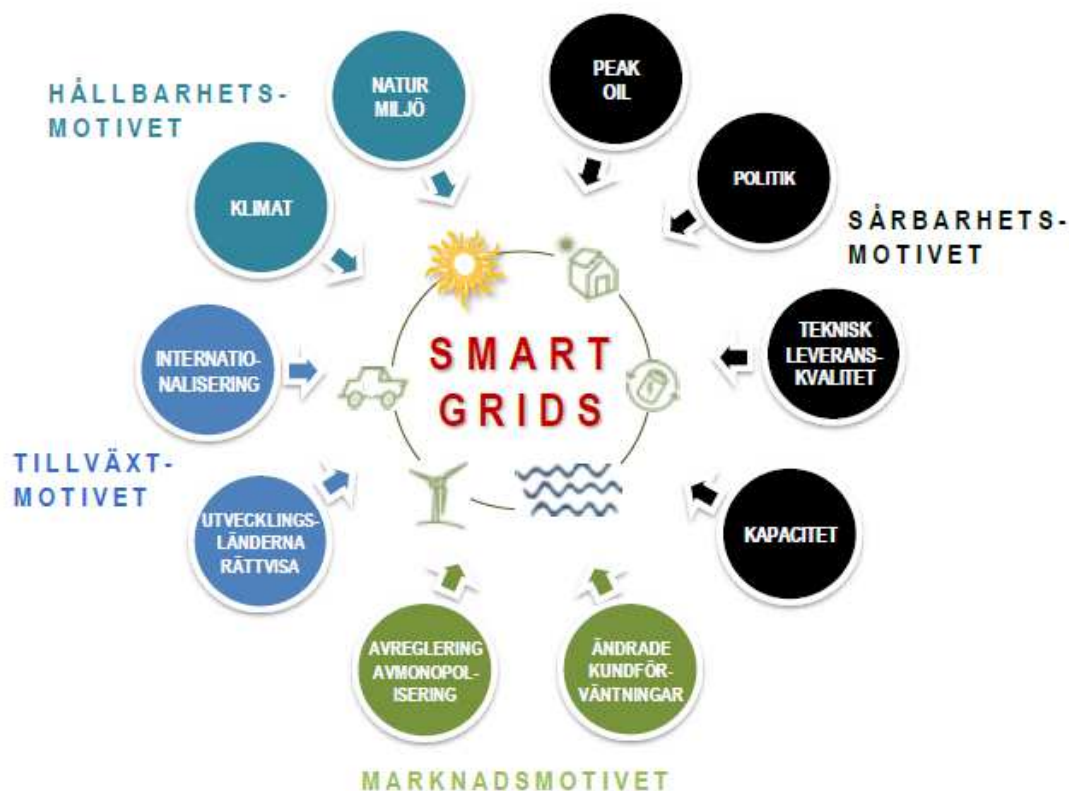 HÅLLBARHETS-
MOTIVET
NATUR
MILJÖ
KLIMAT
PEAK
OIL
POLITIK
SÅRBARHETS-
MOTIVET
TEKNISK
LEVERANS-
KVALITET
KAPACITET
SMART
GRIDS
INTERNATIO-
NALISERING
TILLVÄXT-
MOTIVET
UTVECKLINGS-
LÄNDERNA
RÄTTVISA
AVREGLERING
AVMONOPOL-
ISERING
ÄNDRADE
KUNDFÖR-
VÄNTNINGAR
MARKNADSMOTIVET